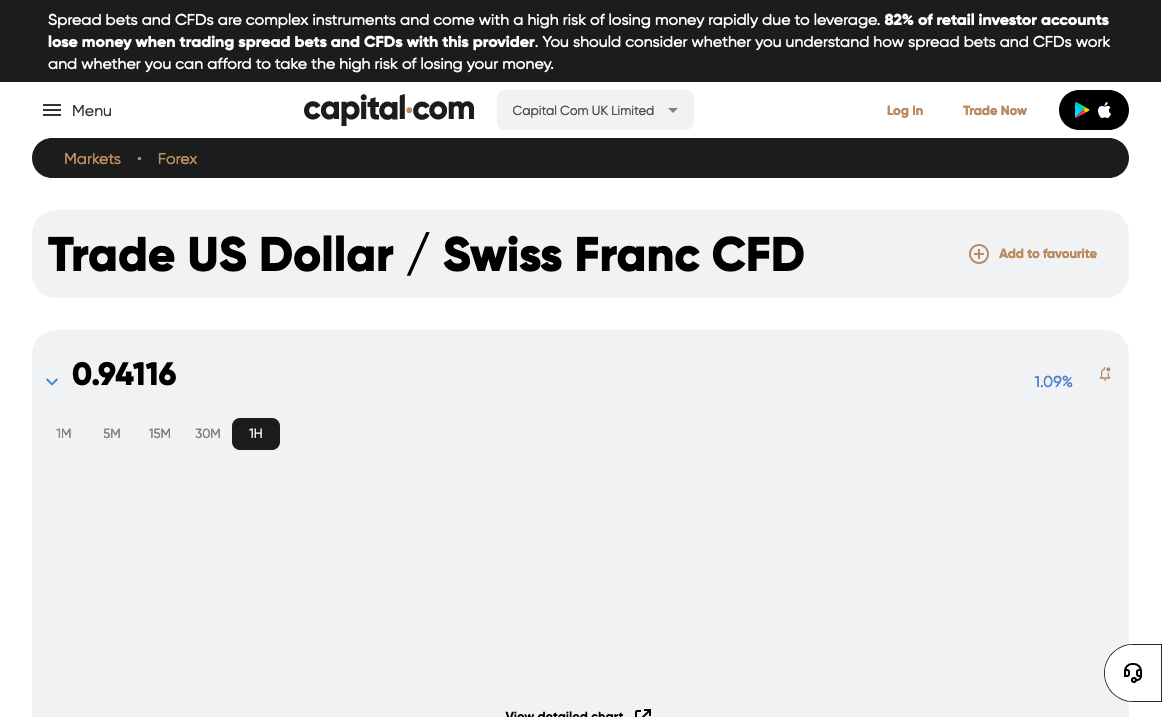 Spread bets and CFDs are complex instruments and come with a high risk of losing money rapidly due to leverage. 82% of retail investor accounts
lose money when trading spread bets and CFDs with this provider. You should consider whether you understand how spread bets and CFDs work
and whether you can afford to take the high risk of losing your money.
Menu
capital.com
Capital Com UK Limited
Log In
Trade Now
Markets • Forex
Trade US Dollar / Swiss Franc CFD
Add to favourite
0.94116
1.09%
1M 5M 15M 30M 1H
View detailed chart